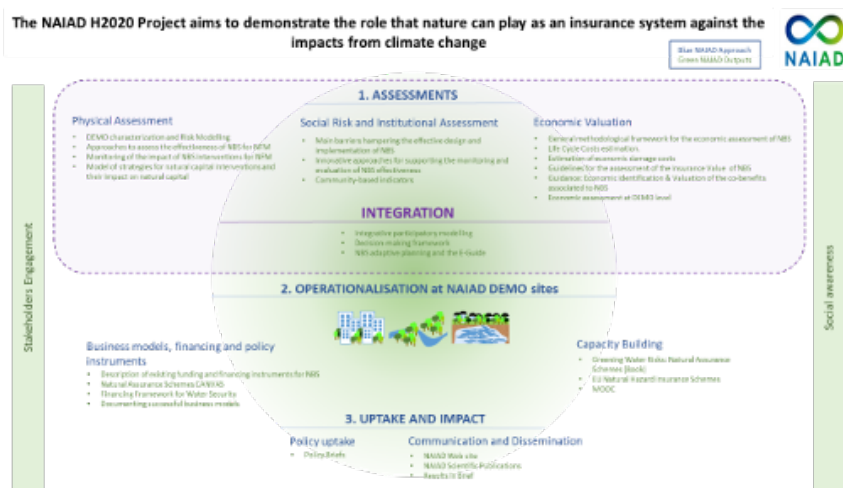 The NAIAD H2020 Project aims to demonstrate the role that nature can play as an insurance system against the
impacts from climate change
Blue NAIAD Approach
Green NAIAD Outputs
NAIAD
Stakeholders Engagement
Social awareness
1. ASSESSMENTS
Physical Assessment
• DEMO characterization and Risk Modelling
• Approaches to assess the effectiveness of NBS for NFM
• Monitoring of the impact of NBS interventions for NFM
• Model of strategies for natural capital interventions and
their impact on natural capital
Social Risk and Institutional Assessment
• Main barriers hampering the effective design and
implementation of NBS
• Innovative approaches for supporting the monitoring and
evaluation of NBS effectiveness
• Community-based indicators
Economic Valuation
• General methodological framework for the economic assessment of NBS
• Life Cycle Costs estimation
• Estimation of economic damage costs
• Guidelines for the assessment of the Insurance Value of NBS
• Guidance: Economic identification & Valuation of the co-benefits
associated to NBS
• Economic assessment at DEMO level
INTEGRATION
• Integrative participatory modelling
• Decision making framework
• NBS adaptive planning and the E-Guide
2. OPERATIONALISATION at NAIAD DEMO sites
Business models, financing and policy
instruments
• Description of existing funding and financing instruments for NBS
• Natural Assurance Schemes CANVAS
• Financing Framework for Water Security
• Documenting successful business models
Capacity Building
• Greening Water Risks: Natural Assurance
Schemes (Book)
• EU Natural Hazard Insurance Schemes
• MOOC
3. UPTAKE AND IMPACT
Policy uptake
• Policy Briefs
Communication and Dissemination
• NAIAD Web site
• NAIAD Scientific Publications
• Results in Brief